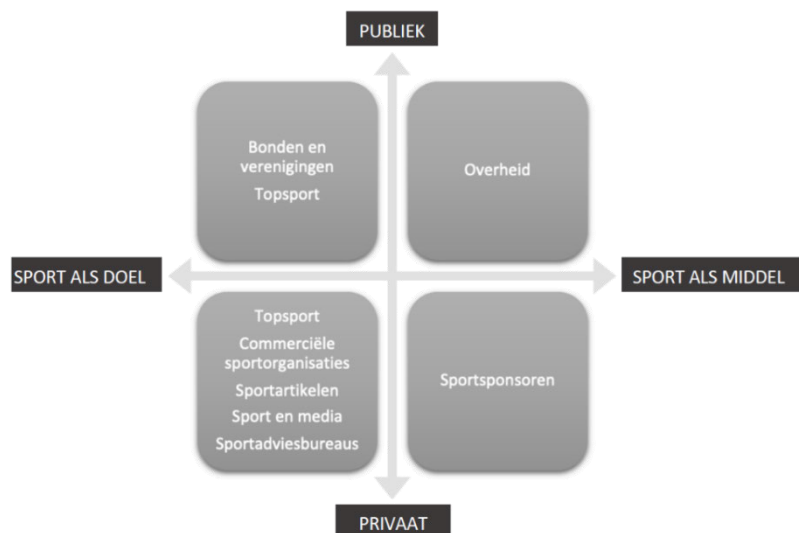 PUBLIEK
Bonden en
verenigingen
Topsport
Overheid
SPORT ALS DOEL
SPORT ALS MIDDEL
Topsport
Commerciële
sportorganisaties
Sportartikelen
Sport en media
Sportadviesbureaus
Sportsponsoren
PRIVAAT